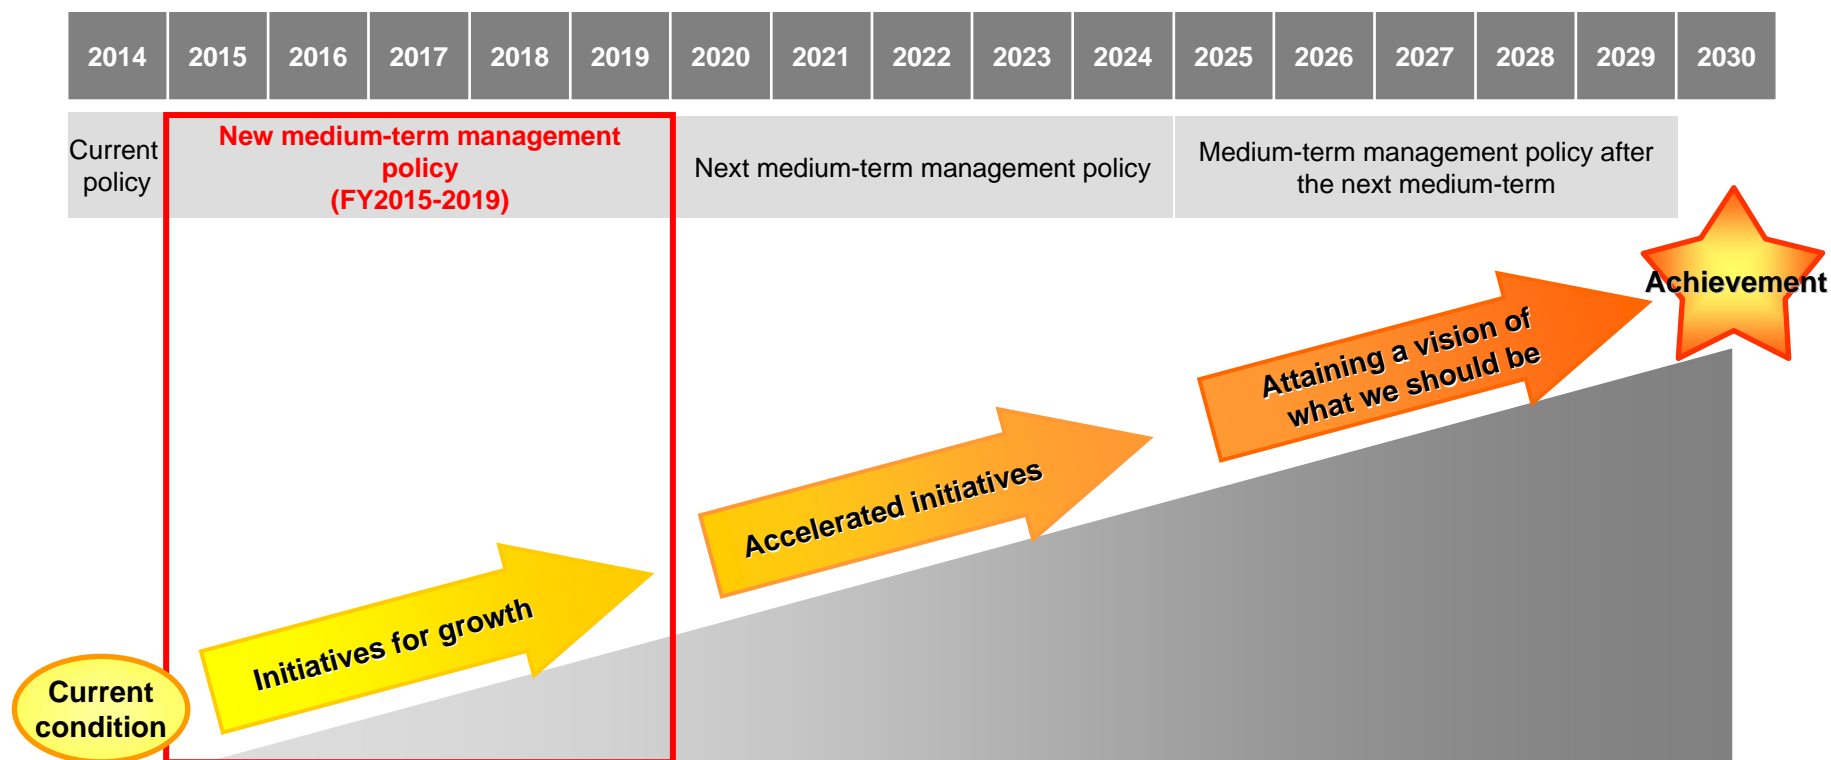 2014 2015 2016 2017 2018 2019 2020 2021 2022 2023 2024 2025 2026 2027 2028 2029 2030
Current
policy
New medium-term management
policy
(FY2015-2019)
Next medium-term management policy
Medium-term management policy after
the next medium-term
Achievement
Attaining a vision of
what we should be
Accelerated initiatives
Initiatives for growth
Current
condition